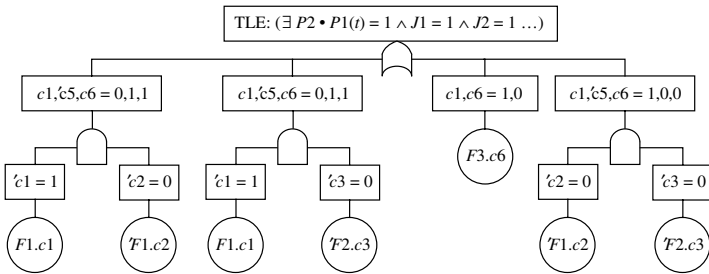 TLE: (∃ P2 • P1(t) = 1 ∧ J1 = 1 ∧ J2 = 1 …)
c1,′c5,c6 = 0,1,1
c1,′c5,c6 = 0,1,1
c1,c6 = 1,0
c1,′c5,c6 = 1,0,0
F3.c6
′c1 = 1
′c2 = 0
′c1 = 1
′c3 = 0
′c2 = 0
′c3 = 0
F1.c1
′F1.c2
F1.c1
′F2.c3
′F1.c2
′F2.c3